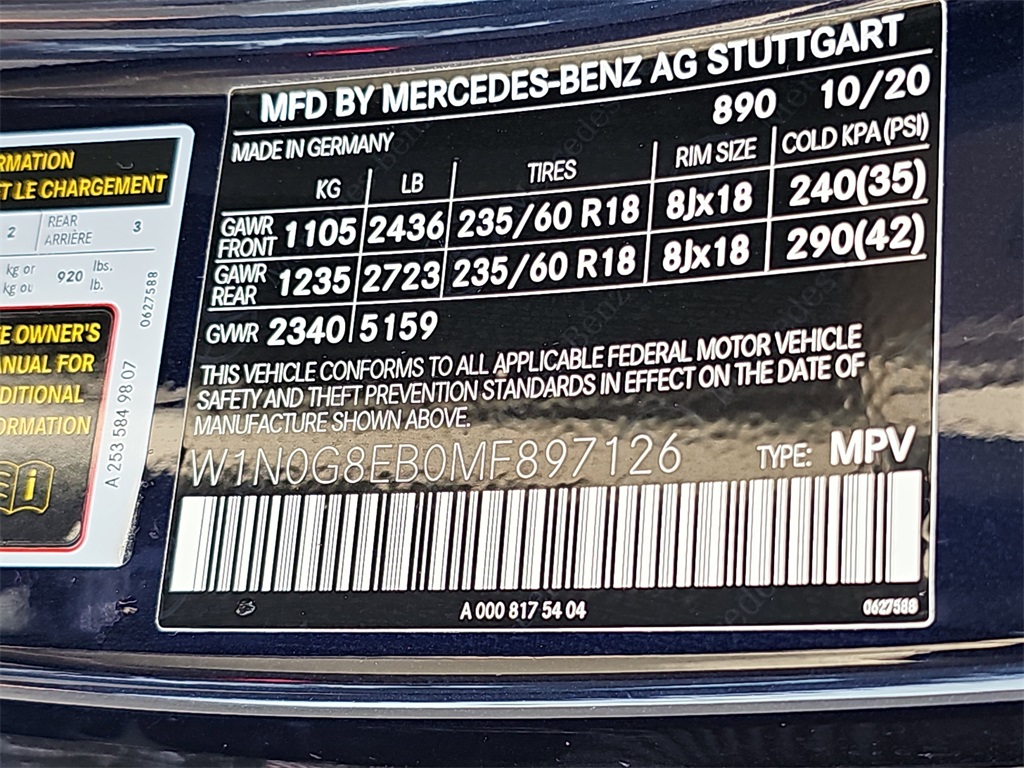 MFD BY MERCEDES-BENZ AG STUTTGART
890 10/20
MADE IN GERMANY
KG LB TIRES RIM SIZE COLD KPA (PSI)
GAWR FRONT 1105 2436 235/60 R18 8Jx18 240(35)
GAWR REAR 1235 2723 235/60 R18 8Jx18 290(42)
GVWR 2340 5159
THIS VEHICLE CONFORMS TO ALL APPLICABLE FEDERAL MOTOR VEHICLE
SAFETY AND THEFT PREVENTION STANDARDS IN EFFECT ON THE DATE OF
MANUFACTURE SHOWN ABOVE.
W1N0G8EB0MF897126 TYPE: MPV
A 000 817 54 04 0627588
RMATION
ET LE CHARGEMENT
2 REAR ARRIÈRE 3
kg or 920 lbs.
kg ou lb.
E OWNER'S
ANUAL FOR
DITIONAL
ORMATION
A 253 584 98 07
0627588